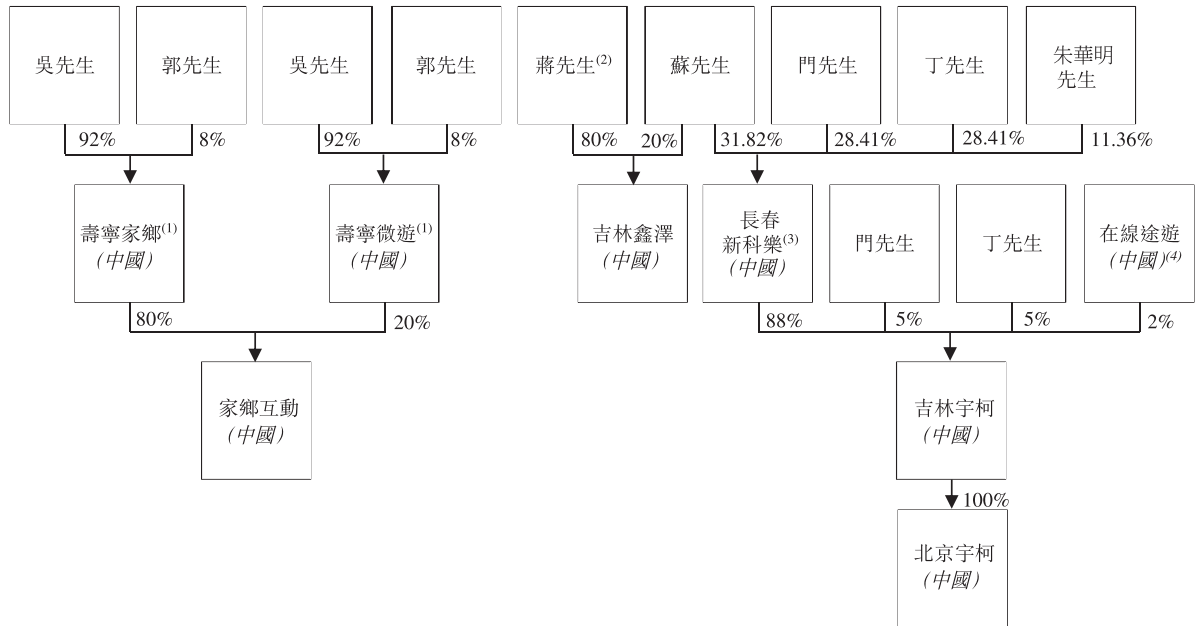 吳先生
郭先生
吳先生
郭先生
蔣先生(2)
蘇先生
門先生
丁先生
朱華明
先生
92%
8%
92%
8%
80%
20%
31.82%
28.41%
28.41%
11.36%
壽寧家鄉(1)
(中國)
壽寧微遊(1)
(中國)
吉林鑫澤
(中國)
長春
新科樂(3)
(中國)
門先生
丁先生
在線途遊
(中國)(4)
80%
20%
88%
5%
5%
2%
家鄉互動
(中國)
吉林宇柯
(中國)
100%
北京宇柯
(中國)